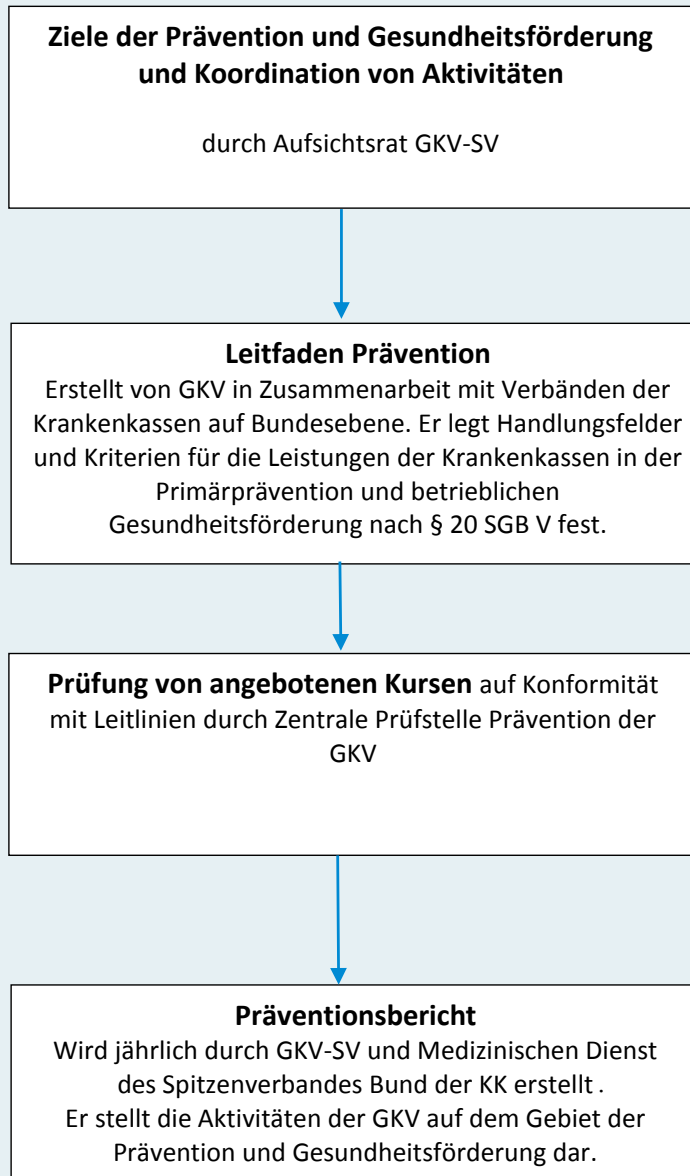 Ziele der Prävention und Gesundheitsförderung
und Koordination von Aktivitäten
durch Aufsichtsrat GKV-SV
Leitfaden Prävention
Erstellt von GKV in Zusammenarbeit mit Verbänden der
Krankenkassen auf Bundesebene. Er legt Handlungsfelder
und Kriterien für die Leistungen der Krankenkassen in der
Primärprävention und betrieblichen
Gesundheitsförderung nach § 20 SGB V fest.
Prüfung von angebotenen Kursen auf Konformität
mit Leitlinien durch Zentrale Prüfstelle Prävention der
GKV
Präventionsbericht
Wird jährlich durch GKV-SV und Medizinischen Dienst
des Spitzenverbandes Bund der KK erstellt .
Er stellt die Aktivitäten der GKV auf dem Gebiet der
Prävention und Gesundheitsförderung dar.